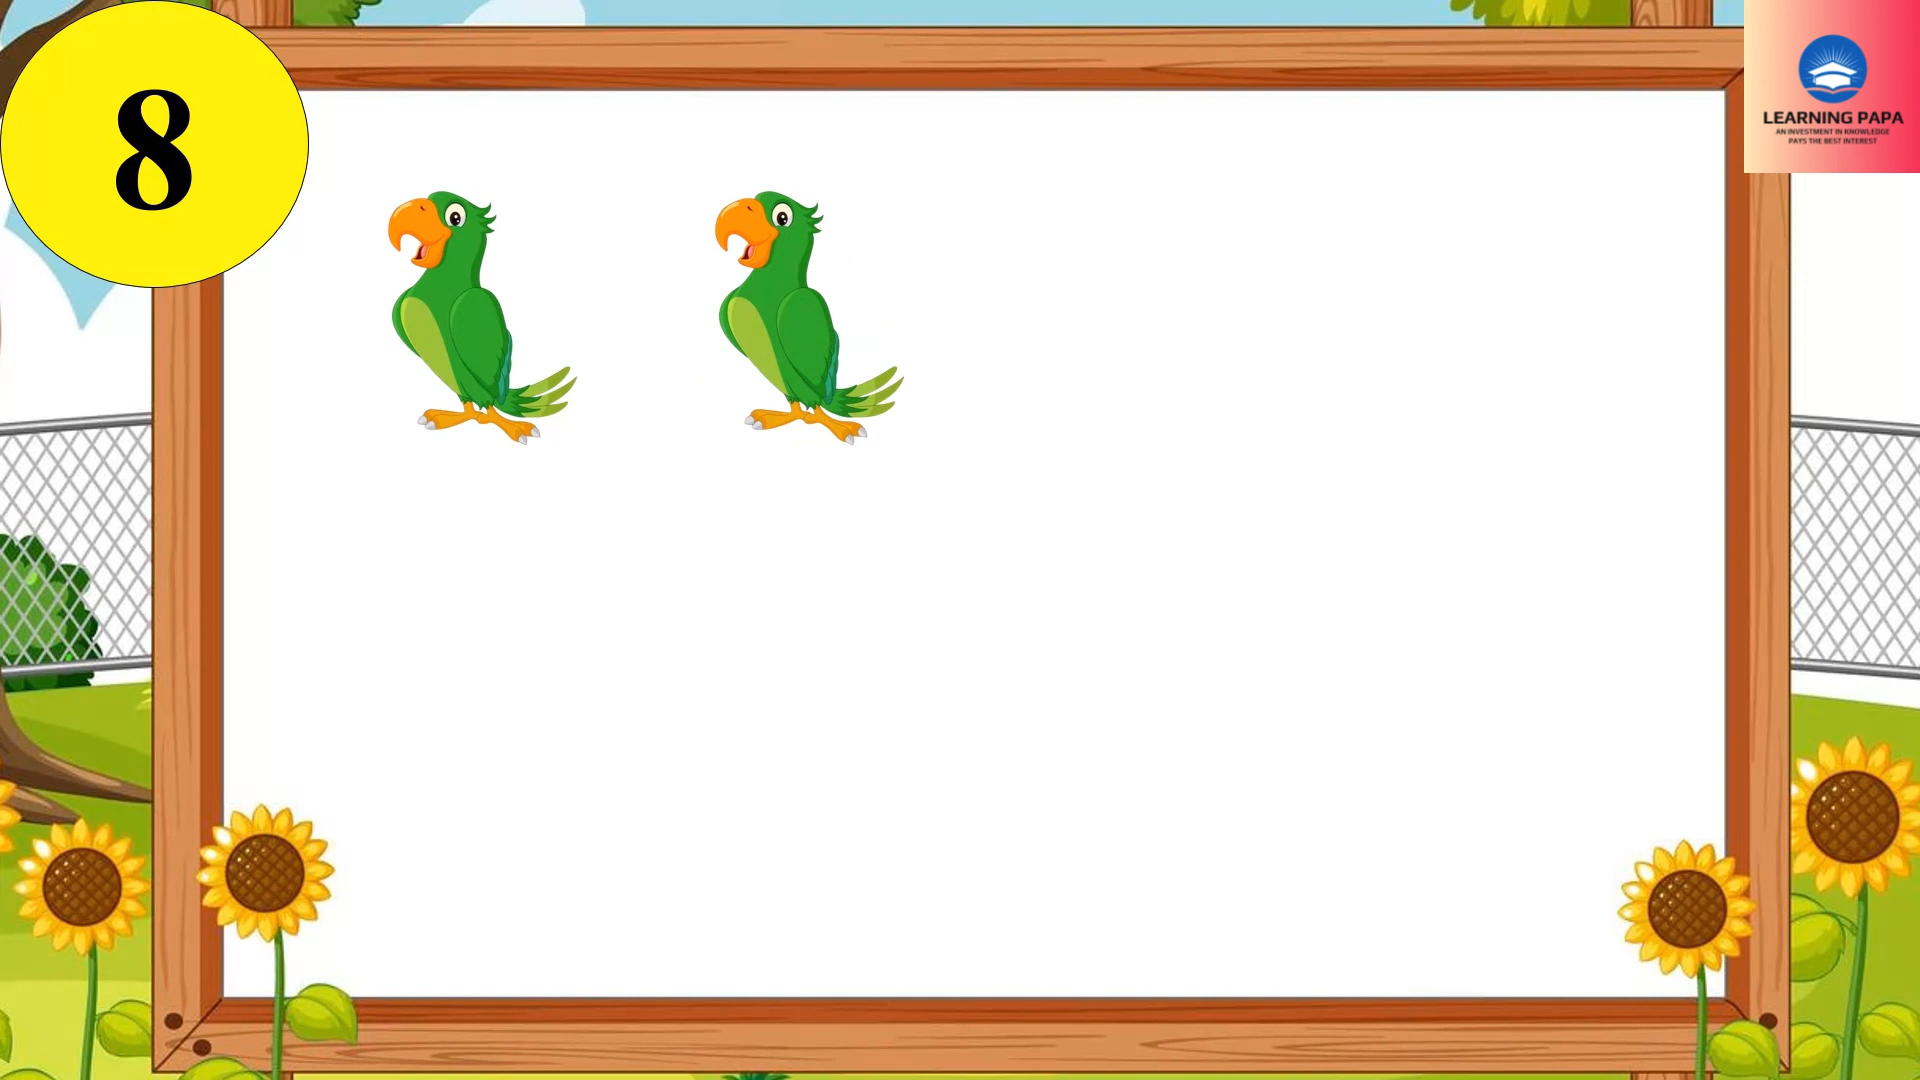 8
LEARNING PAPA
AN INVESTMENT IN KNOWLEDGE
PAYS THE BEST INTEREST